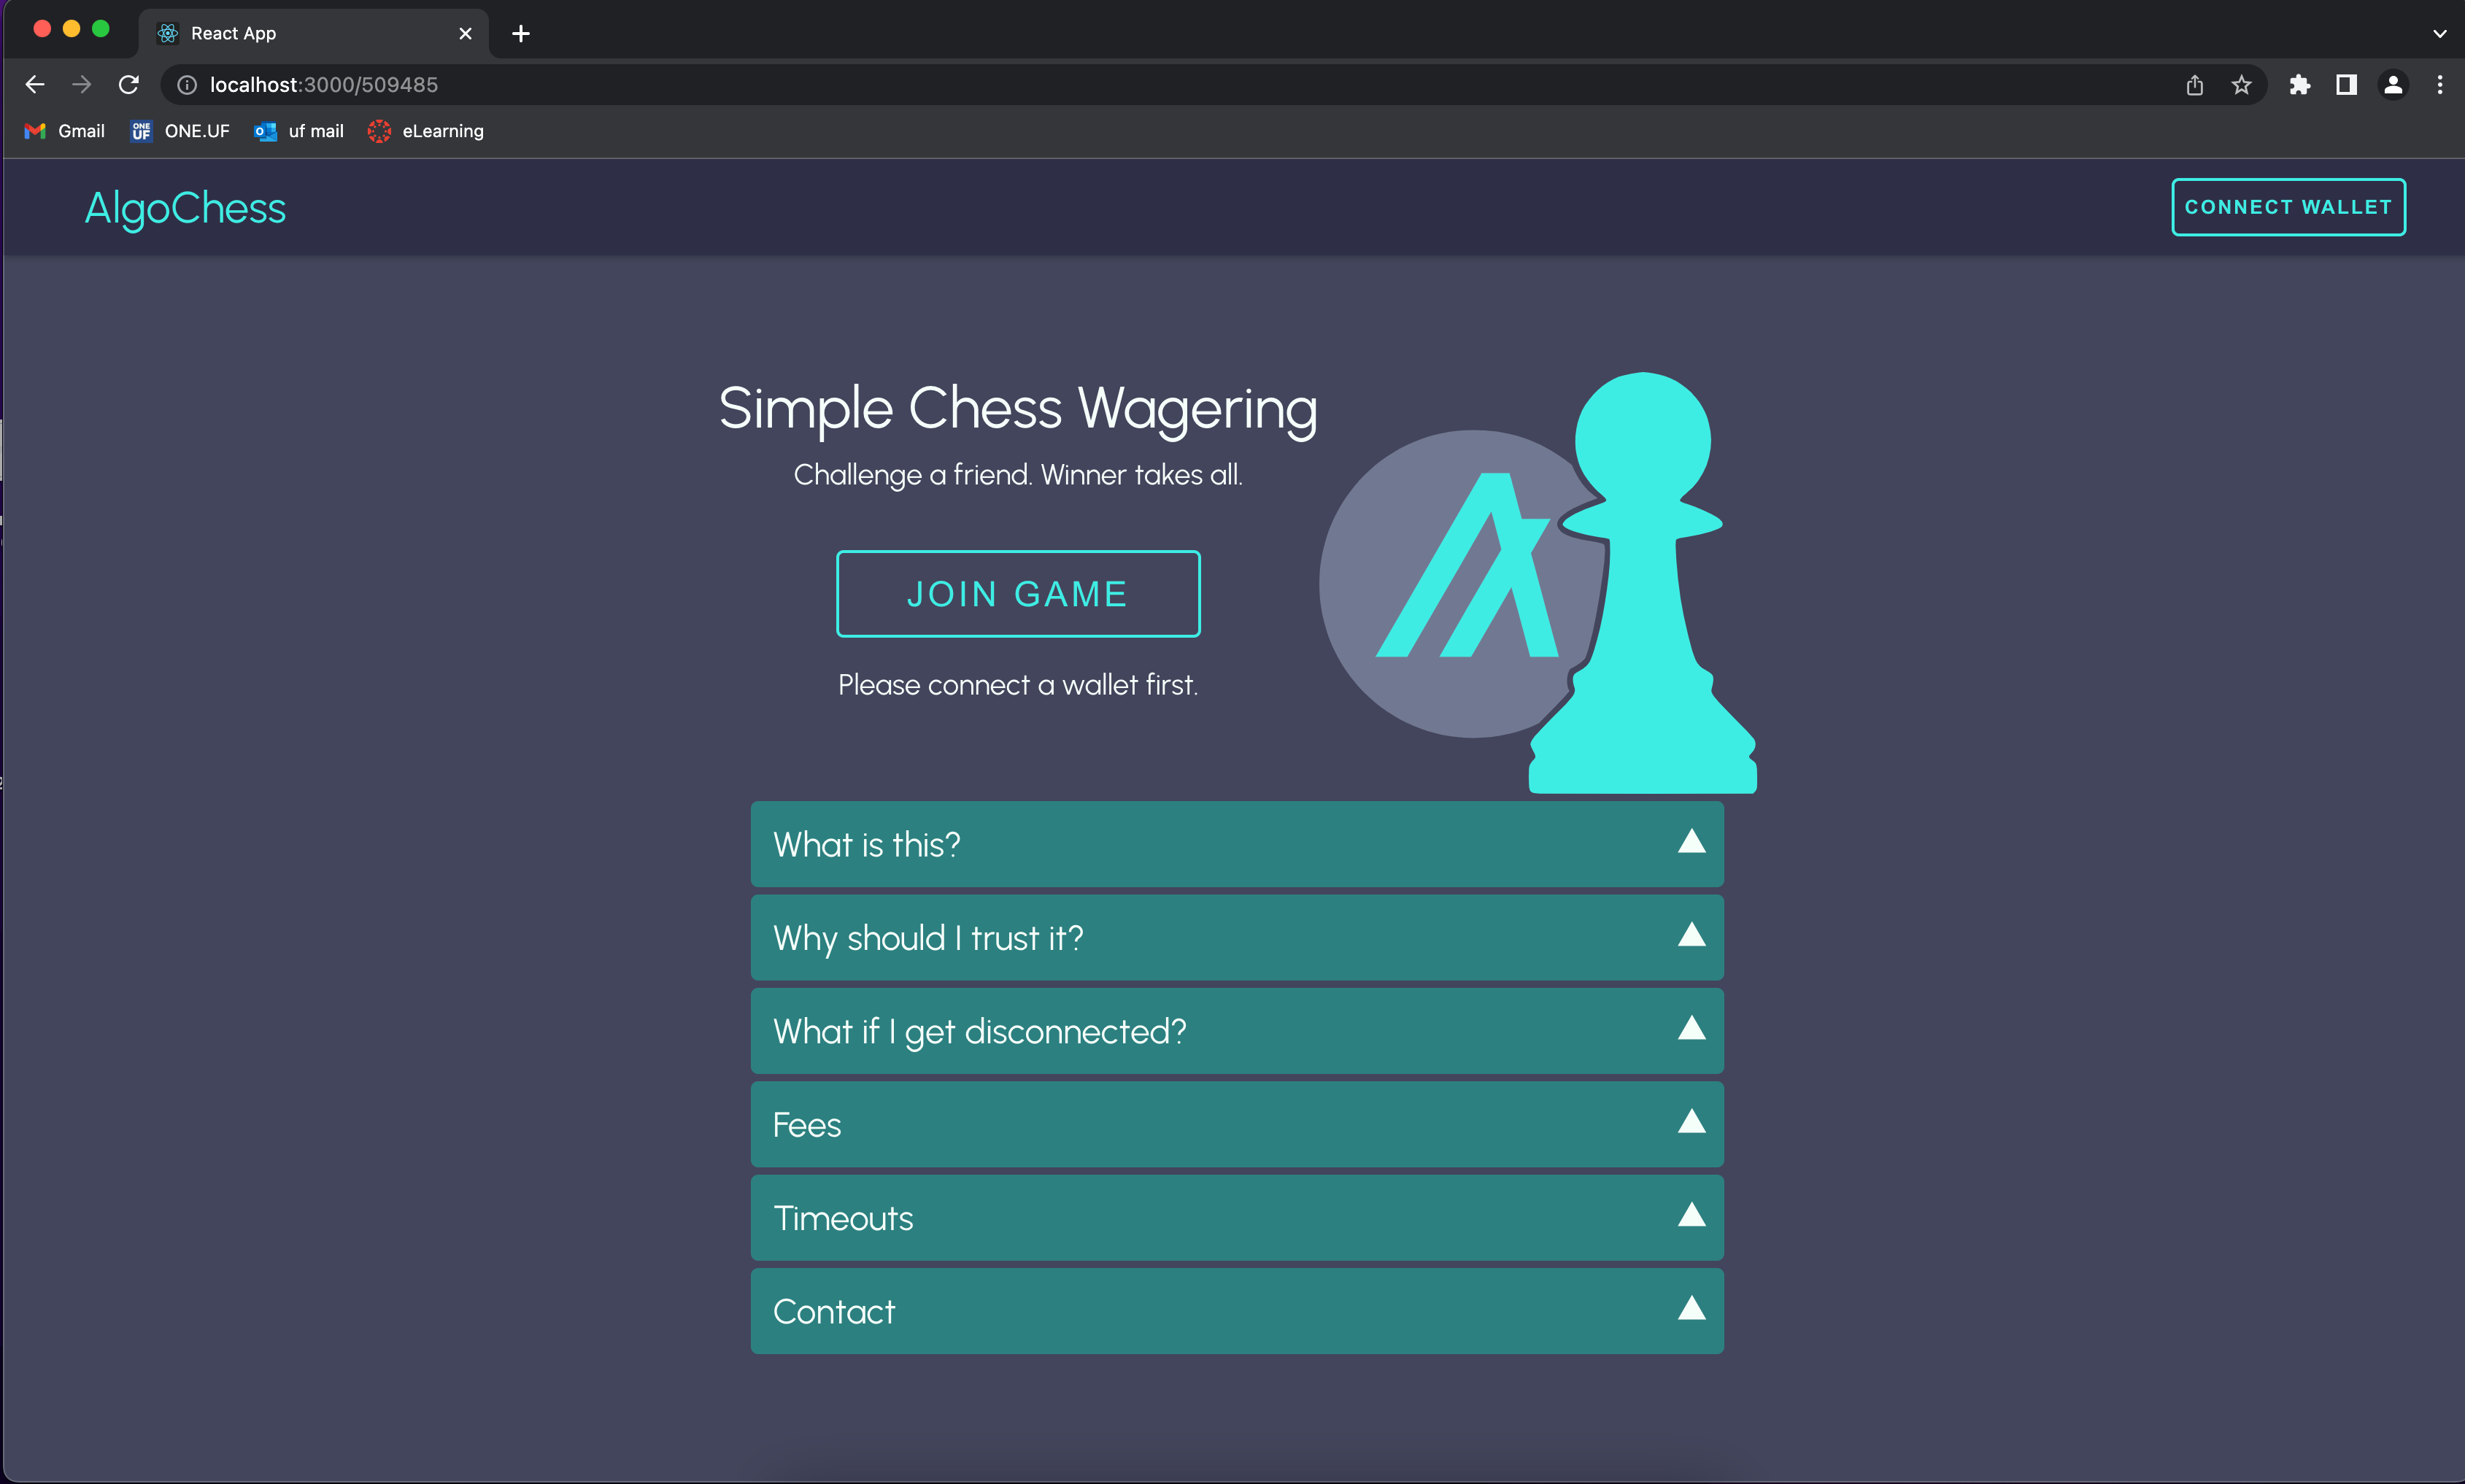 React App
localhost:3000/509485
Gmail
ONE UF
ONE.UF
uf mail
eLearning
AlgoChess
CONNECT WALLET
Simple Chess Wagering
Challenge a friend. Winner takes all.
JOIN GAME
Please connect a wallet first.
What is this?
Why should I trust it?
What if I get disconnected?
Fees
Timeouts
Contact